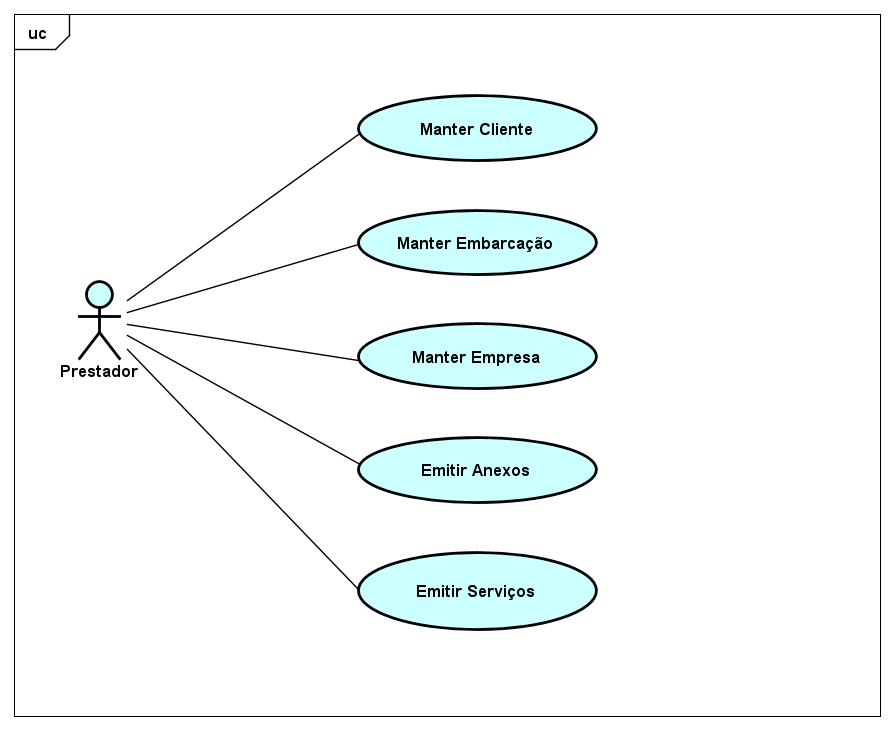 uc
Manter Cliente
Manter Embarcação
Manter Empresa
Prestador
Emitir Anexos
Emitir Serviços